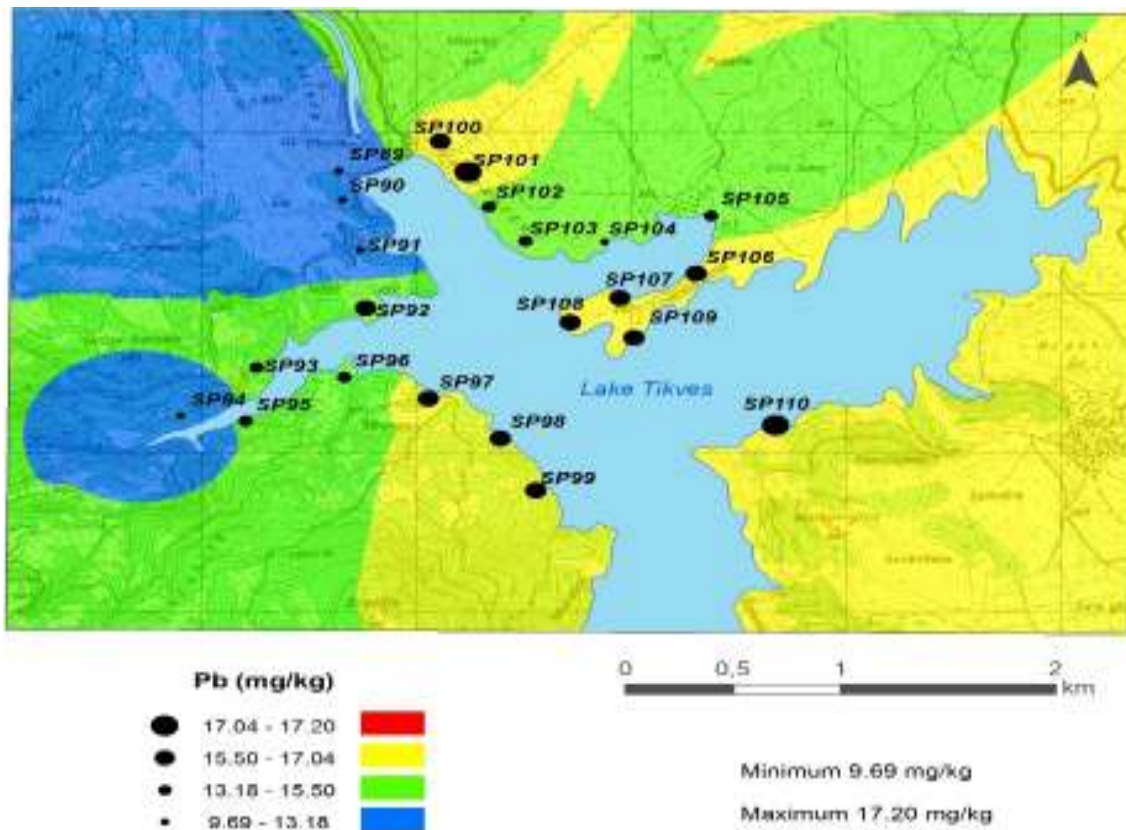 N
SP100
SP89
SP101
SP90
SP102
SP105
SP91
SP103
SP104
SP106
SP107
SP108
SP92
SP109
SP93
SP96
SP97
Lake Tikves
SP94
SP95
SP110
SP98
SP99
Pb (mg/kg)
17.04 - 17.20
15.50 - 17.04
13.18 - 15.50
9.69 - 13.18
0 0,5 1 2
km
Minimum 9.69 mg/kg
Maximum 17.20 mg/kg